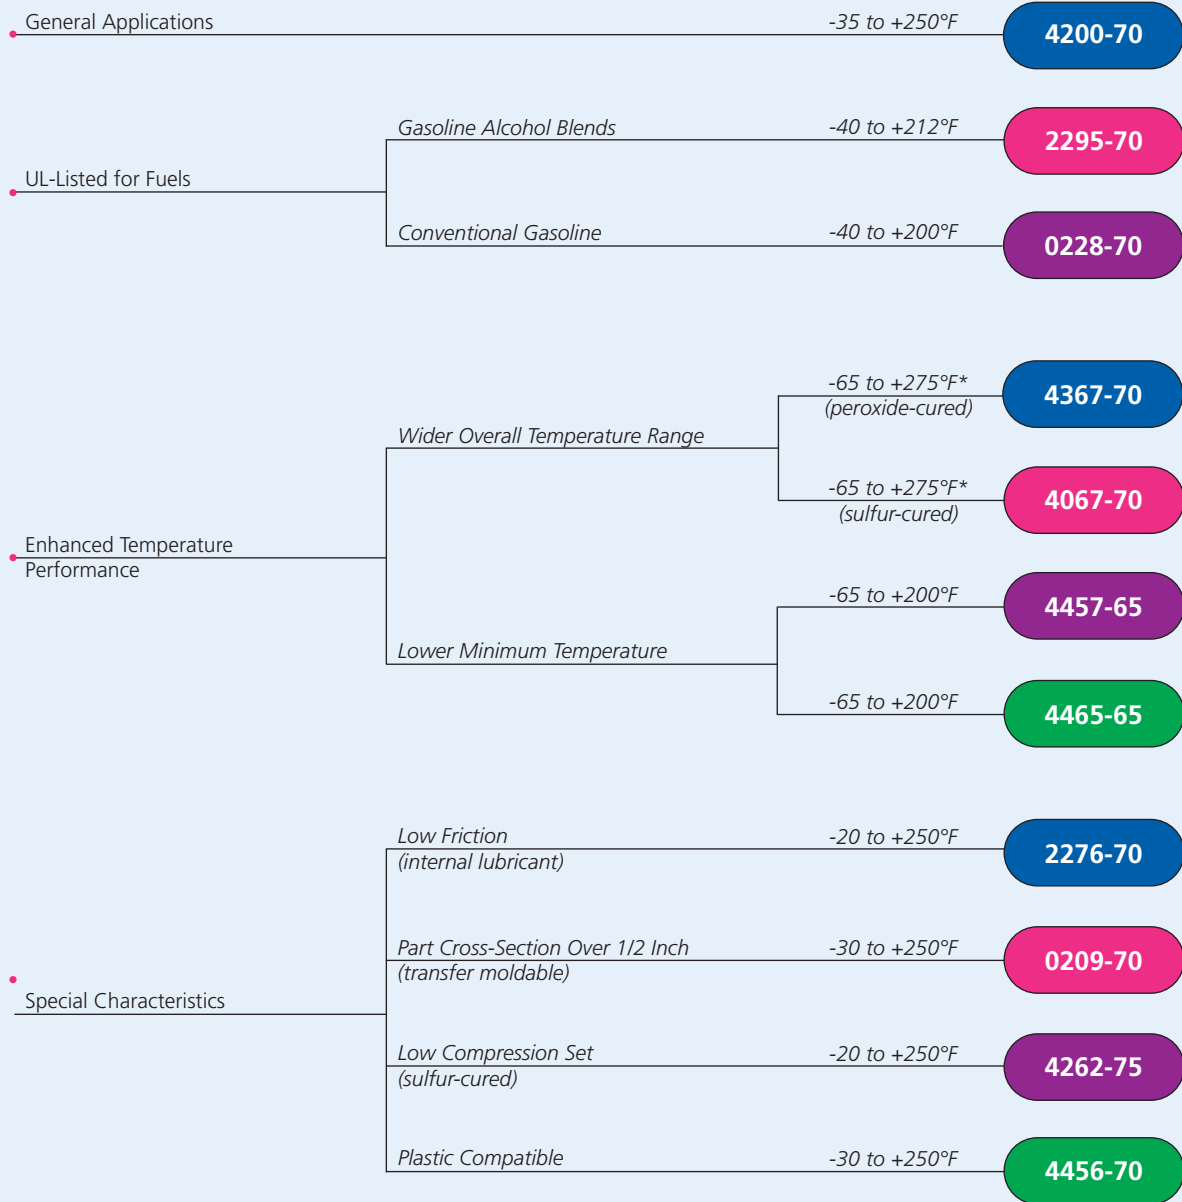 General Applications -35 to +250°F 4200-70
Gasoline Alcohol Blends -40 to +212°F 2295-70
UL-Listed for Fuels
Conventional Gasoline -40 to +200°F 0228-70
-65 to +275°F* 4367-70
(peroxide-cured)
Wider Overall Temperature Range
-65 to +275°F* 4067-70
(sulfur-cured)
Enhanced Temperature
Performance
-65 to +200°F 4457-65
Lower Minimum Temperature
-65 to +200°F 4465-65
Low Friction -20 to +250°F 2276-70
(internal lubricant)
Part Cross-Section Over 1/2 Inch -30 to +250°F 0209-70
(transfer moldable)
Special Characteristics
Low Compression Set -20 to +250°F 4262-75
(sulfur-cured)
Plastic Compatible -30 to +250°F 4456-70